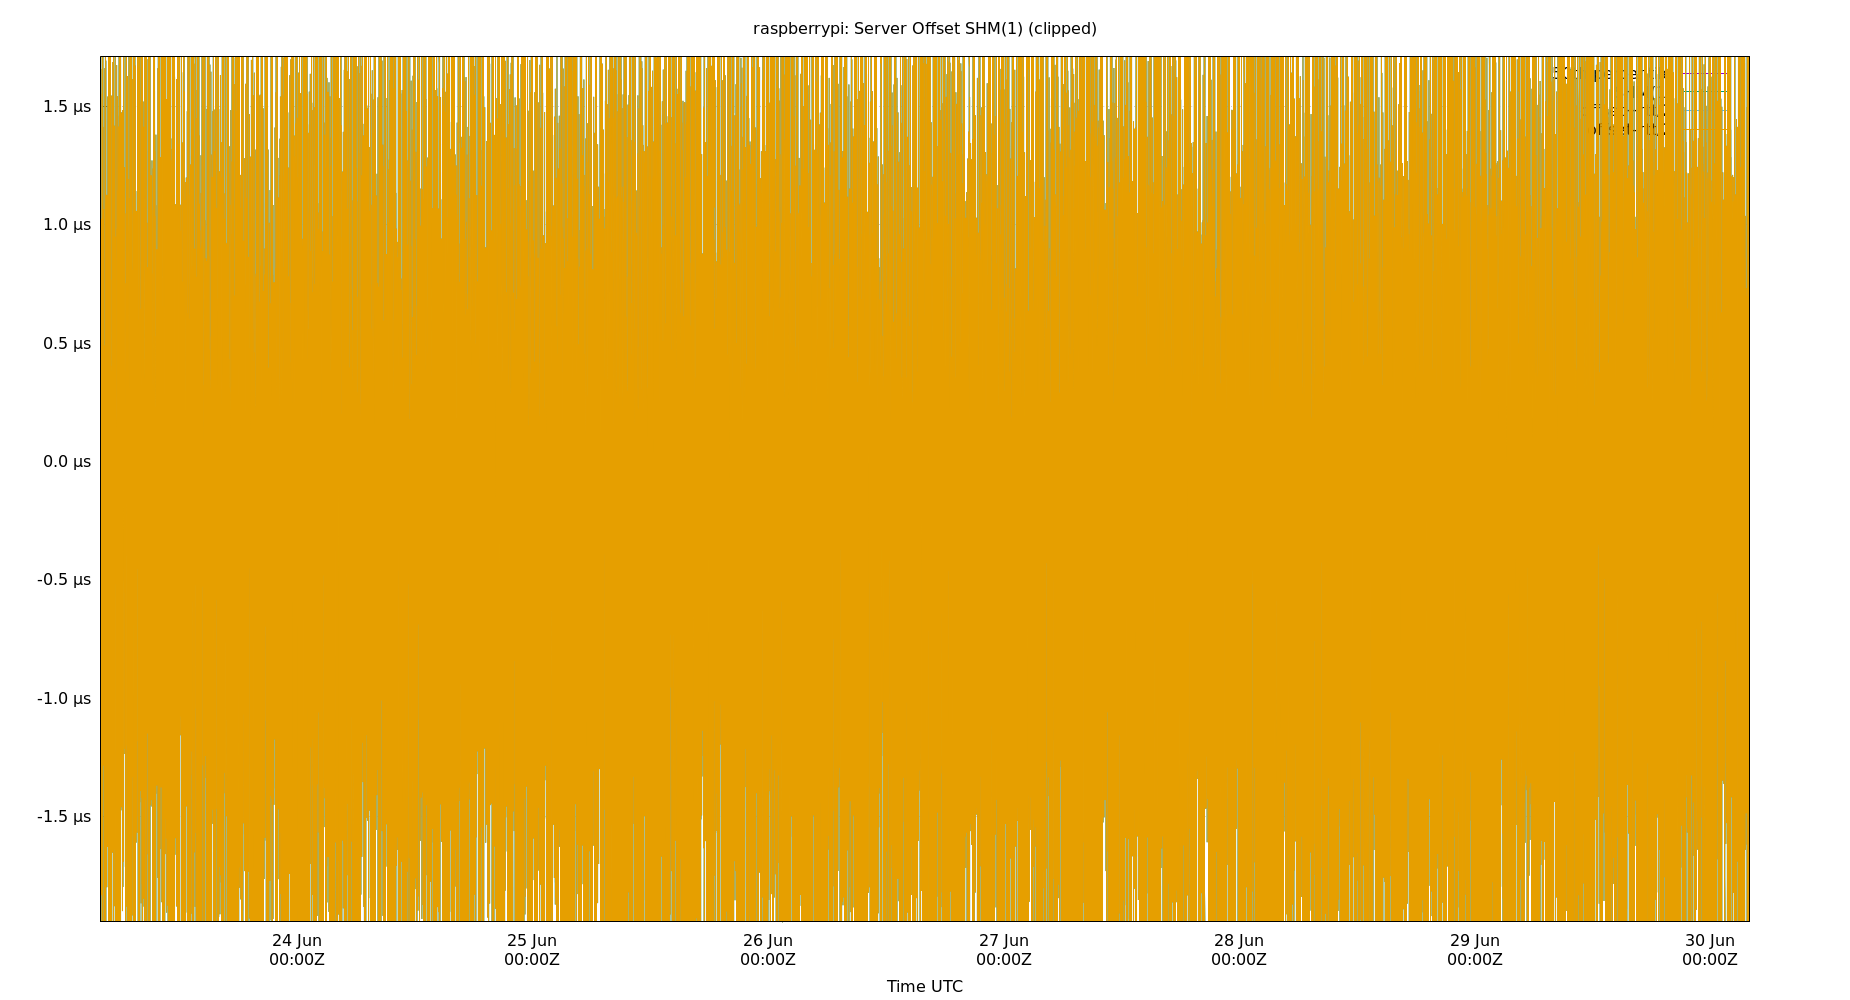 raspberrypi: Server Offset SHM(1) (clipped)
1.5 µs
1.0 µs
0.5 µs
0.0 µs
-0.5 µs
-1.0 µs
-1.5 µs
24 Jun 25 Jun 26 Jun 27 Jun 28 Jun 29 Jun 30 Jun
00:00Z 00:00Z 00:00Z 00:00Z 00:00Z 00:00Z 00:00Z
Time UTC